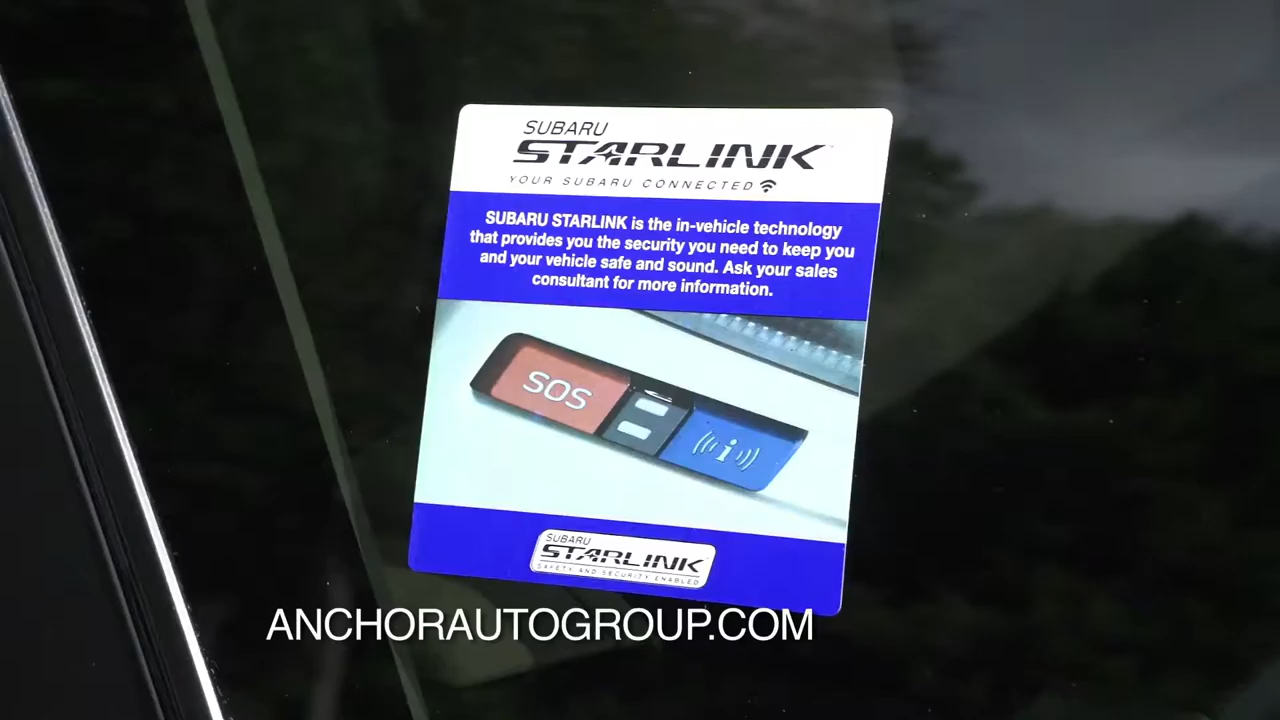 SUBARU
STARLINK™
YOUR SUBARU CONNECTED
SUBARU STARLINK is the in-vehicle technology
that provides you the security you need to keep you
and your vehicle safe and sound. Ask your sales
consultant for more information.
SOS
i
SUBARU
STARLINK™
SAFETY AND SECURITY ENABLED
ANCHORAUTOGROUP.COM